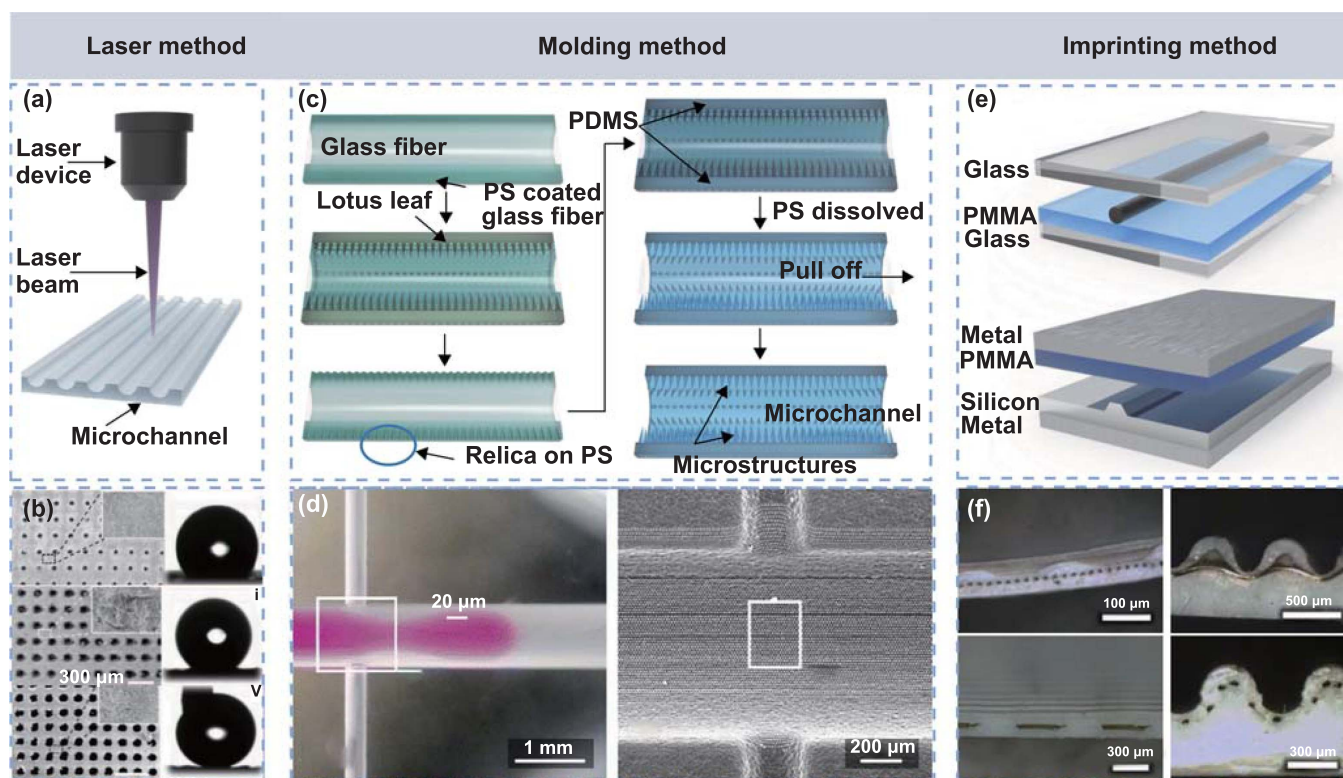 Laser method
Molding method
Imprinting method
(a)
Laser
device
Laser
beam
Microchannel
(b)
300 μm
i
V
(c)
Glass fiber
Lotus leaf
PS coated
glass fiber
Relica on PS
PDMS
PS dissolved
Pull off
Microchannel
Microstructures
(d)
20 μm
1 mm
200 μm
(e)
Glass
PMMA
Glass
Metal
PMMA
Silicon
Metal
(f)
100 μm
500 μm
300 μm
300 μm